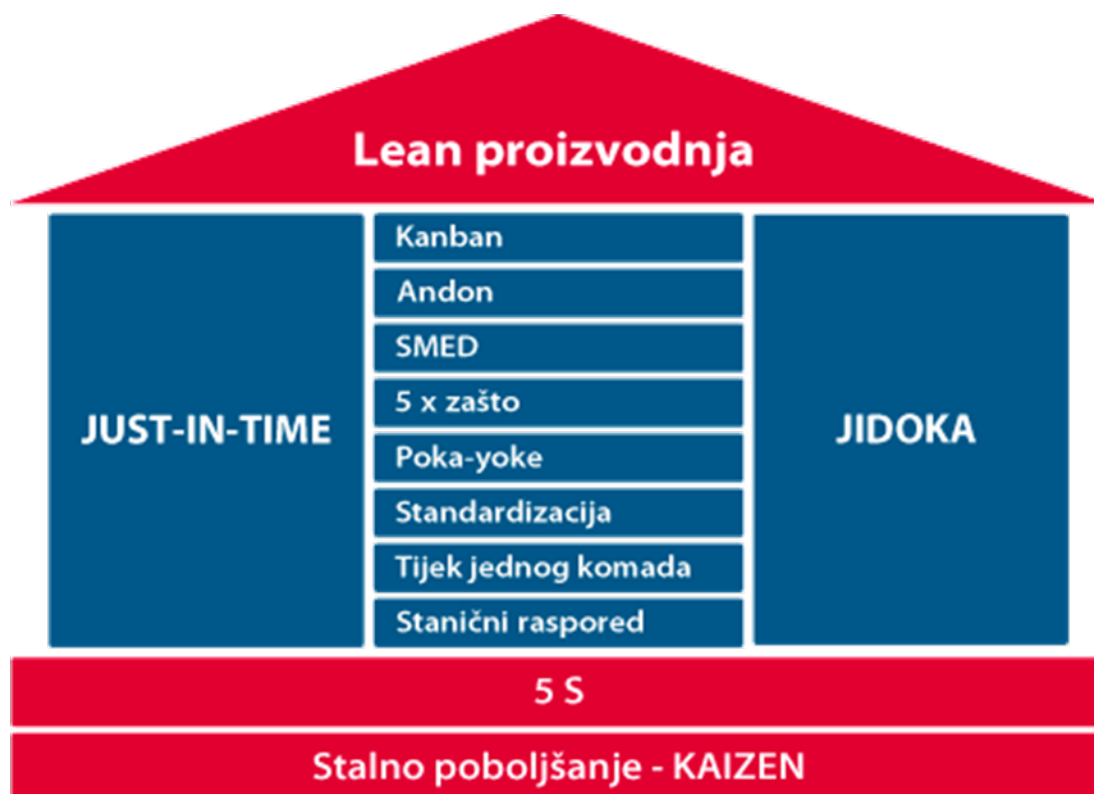 Lean proizvodnja
JUST-IN-TIME
Kanban
Andon
SMED
5 x zašto
Poka-yoke
Standardizacija
Tijek jednog komada
Stanični raspored
JIDOKA
5 S
Stalno poboljšanje - KAIZEN